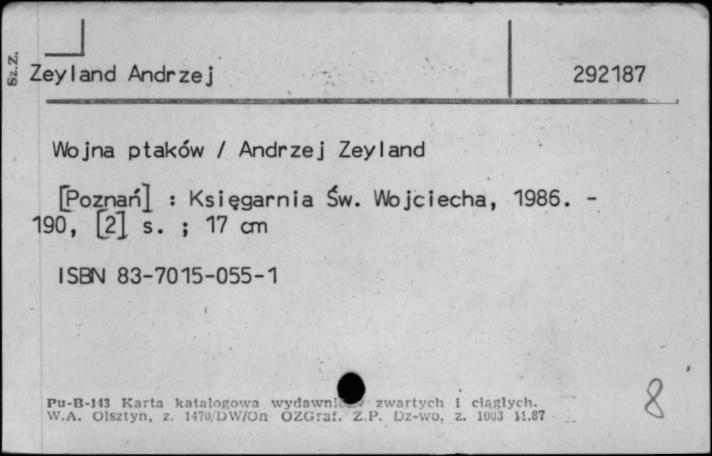 Sz.Z.
Zeyland Andrzej 292187
Wojna ptaków / Andrzej Zeyland
[Poznań] : Księgarnia Św. Wojciecha, 1986. -
190, [2] s. ; 17 cm
ISBN 83-7015-055-1
Pu-B-143 Karta katalogowa zwartych i ciągłych.
W.A. Olsztyn, z. 1470/DW/On OZGraf. Z.P. Dz-wo, z. 1003 11.87
8